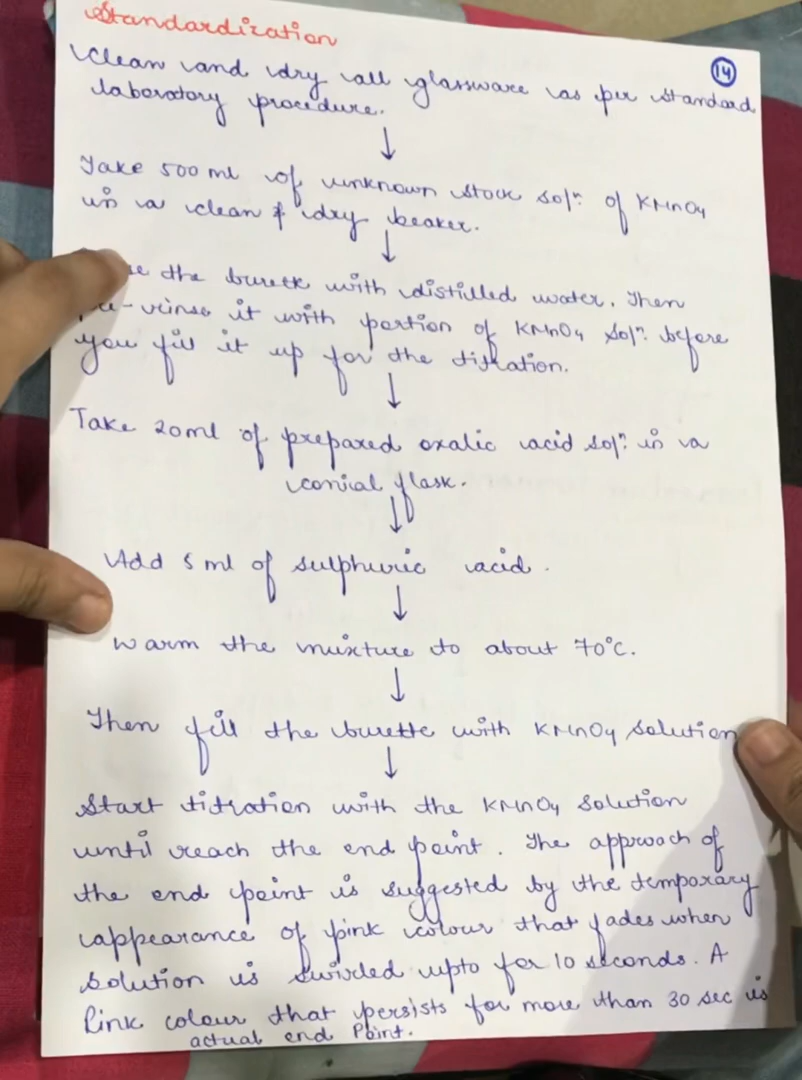 Standardization
14
Clean and dry all glassware as per standard
laboratory procedure.
↓
Take 500 ml of unknown stock solⁿ. of KMnO4
in a clean & dry beaker.
↓
the burette with distilled water. Then
-rinse it with portion of KMnO4 solⁿ. before
you fill it up for the titration.
↓
Take 20ml of prepared oxalic acid solⁿ. in a
conial flask.
↓
Add 5 ml of sulphuric acid.
↓
Warm the muixture to about 70°C.
↓
Then fill the burette with KMnO4 solution
↓
Start titration with the KMnO4 solution
until reach the end point. The approach of
the end point is suggested by the temporary
appearance of pink colour that fades when
solution is swirled upto for 10 seconds. A
Pink colour that persists for more than 30 sec is
actual end Point.